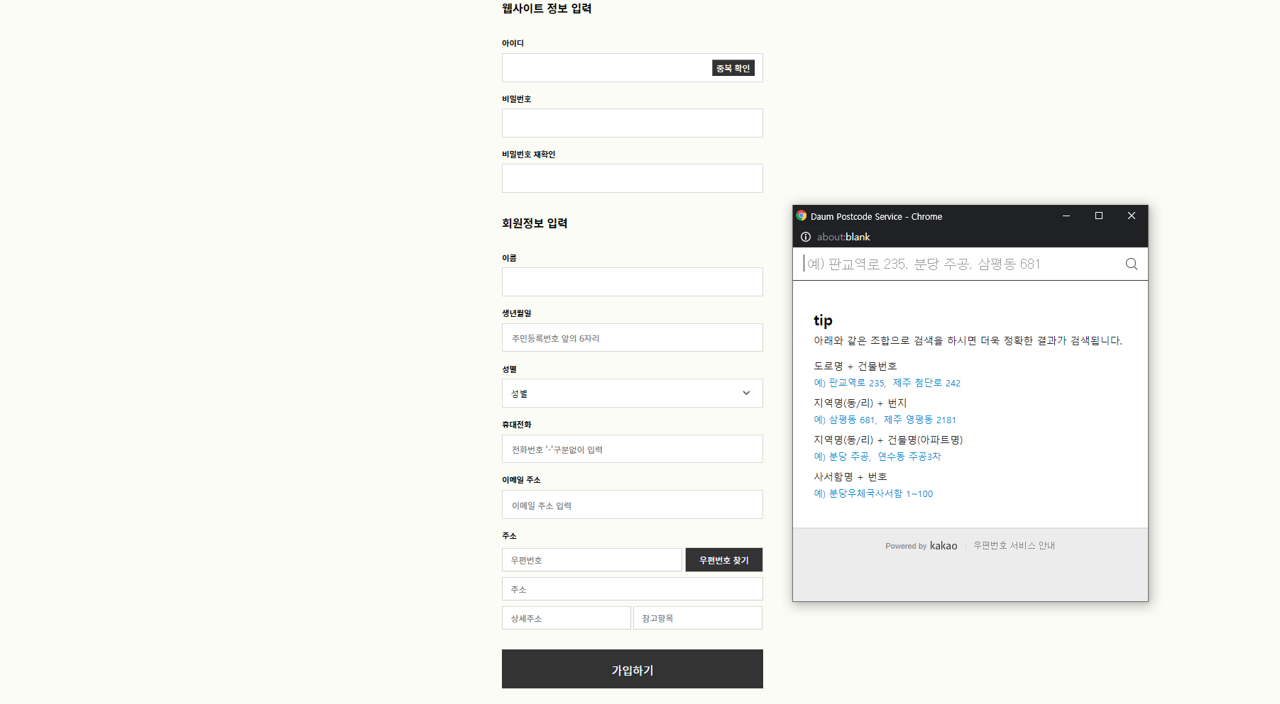 웹사이트 정보 입력
아이디
중복 확인
비밀번호
비밀번호 재확인
회원정보 입력
이름
생년월일
주민등록번호 앞의 6자리
성별
성별
휴대전화
전화번호 '-'구분없이 입력
이메일 주소
이메일 주소 입력
주소
우편번호
우편번호 찾기
주소
상세주소
참고항목
가입하기
Daum Postcode Service - Chrome
about:blank
예) 판교역로 235, 분당 주공, 삼평동 681
tip
아래와 같은 조합으로 검색을 하시면 더욱 정확한 결과가 검색됩니다.
도로명 + 건물번호
예) 판교역로 235, 제주 첨단로 242
지역명(동/리) + 번지
예) 삼평동 681, 제주 영평동 2181
지역명(동/리) + 건물명(아파트명)
예) 분당 주공, 연수동 주공3차
사서함명 + 번호
예) 분당우체국사서함 1~100
Powered by kakao
우편번호 서비스 안내